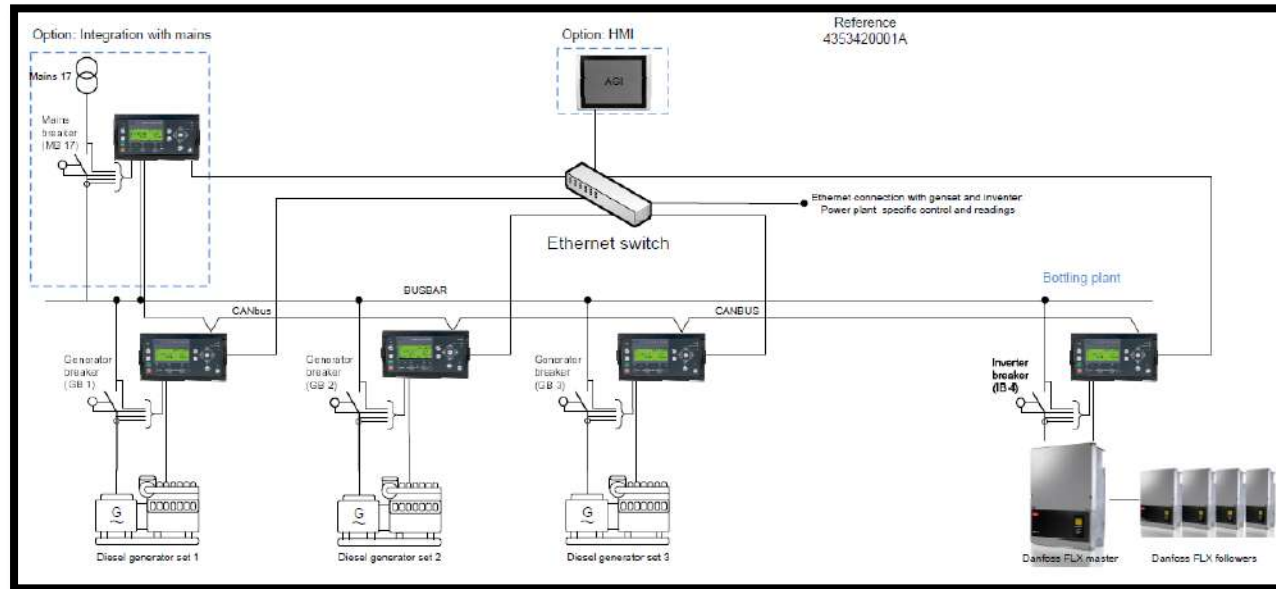 Reference
4353420001A
Option: Integration with mains
Option: HMI
Mains 17
AGI
Mains
breaker
(MB 17)
Ethernet connection with genset and inventer
Power plant specific control and readings
Ethernet switch
Bottling plant
BUSBAR
CANbus
CANBUS
Generator
breaker
(GB 1)
Generator
breaker
(GB 2)
Generator
breaker
(GB 3)
Inverter
breaker
(IB 4)
G
G
G
Diesel generator set 1
Diesel generator set 2
Diesel generator set 3
Danfoss FLX master
Danfoss FLX followers